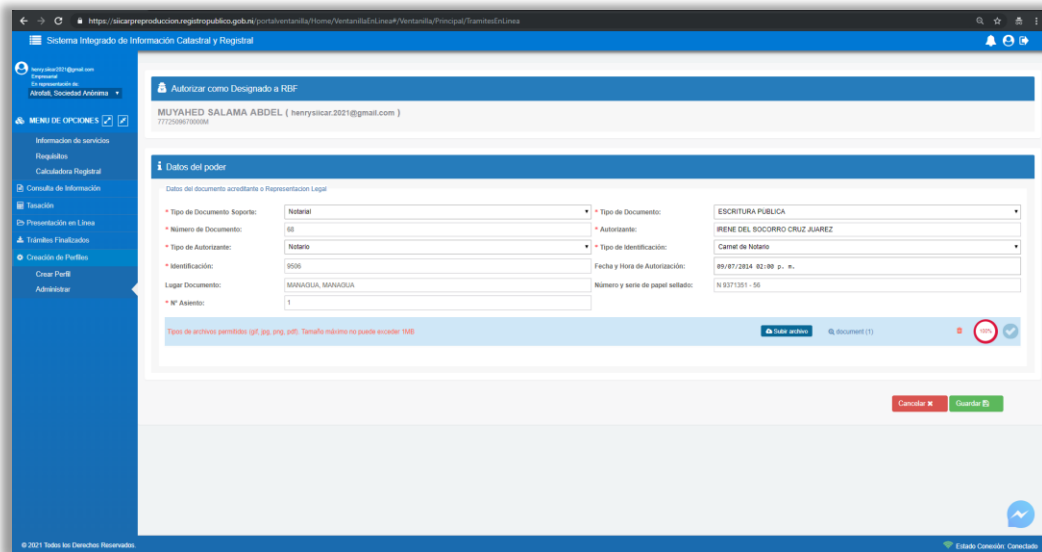 https://siicarpreproduccion.registropublico.gob.ni/portalventanilla/Home/VentanillaEnLinea#/Ventanilla/Principal/TramitesEnLinea
Sistema Integrado de Información Catastral y Registral
henry.siicar2021@gmail.com
Empresarial
En representación de:
Alrofati, Sociedad Anónima
MENU DE OPCIONES
Informacion de servicios
Requisitos
Calculadora Registral
Consulta de Información
Tasación
Presentación en Línea
Trámites Finalizados
Creación de Perfiles
Crear Perfil
Administrar
Autorizar como Designado a RBF
MUYAHED SALAMA ABDEL ( henrysiicar.2021@gmail.com )
7772509670000M
Datos del poder
Datos del documento acreditante o Representacion Legal
* Tipo de Documento Soporte: Notarial * Tipo de Documento: ESCRITURA PUBLICA
* Número de Documento: 68 * Autorizante: IRENE DEL SOCORRO CRUZ JUAREZ
* Tipo de Autorizante: Notario * Tipo de Identificación: Carnet de Notario
* Identificación: 9506 Fecha y Hora de Autorización: 09/07/2014 02:00 p. m.
Lugar Documento: MANAGUA, MANAGUA Número y serie de papel sellado: N 9371351 - 56
* Nº Asiento: 1
Tipos de archivos permitidos (gif, jpg, png, pdf). Tamaño máximo no puede exceder 1MB Subir archivo document (1) 100%
Cancelar Guardar
© 2021 Todos los Derechos Reservados. Estado Conexión: Conectado